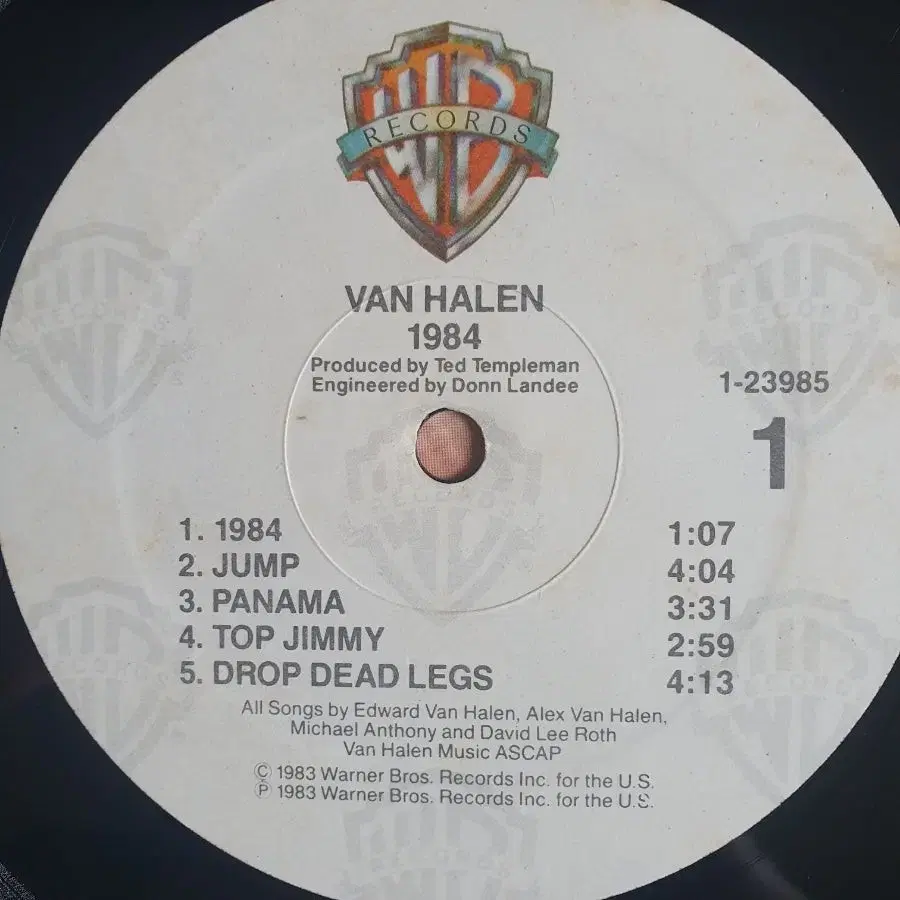 WB
RECORDS
VAN HALEN
1984
Produced by Ted Templeman
Engineered by Donn Landee
1-23985
1
1. 1984 1:07
2. JUMP 4:04
3. PANAMA 3:31
4. TOP JIMMY 2:59
5. DROP DEAD LEGS 4:13
All Songs by Edward Van Halen, Alex Van Halen,
Michael Anthony and David Lee Roth
Van Halen Music ASCAP
© 1983 Warner Bros. Records Inc. for the U.S.
℗ 1983 Warner Bros. Records Inc. for the U.S.